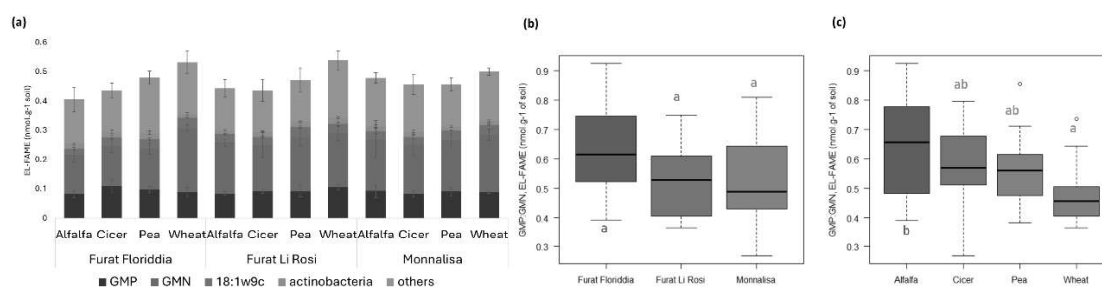 (a)
EL-FAME (nmol.g-1 soil)
0.6
0.5
0.4
0.3
0.2
0.1
0
Alfalfa Cicer Pea Wheat Alfalfa Cicer Pea Wheat Alfalfa Cicer Pea Wheat
Furat Floriddia Furat Li Rosi Monnalisa
GMP GMN 18:1w9c actinobacteria others
(b)
GMP:GMN, EL-FAME (nmol g-1 of soil)
0.9
0.8
0.7
0.6
0.5
0.4
0.3
a
a
a
Furat Floriddia Furat Li Rosi Monnalisa
(c)
GMP:GMN, EL-FAME (nmol g-1 of soil)
0.9
0.8
0.7
0.6
0.5
0.4
0.3
ab
ab
a
b
Alfalfa Cicer Pea Wheat